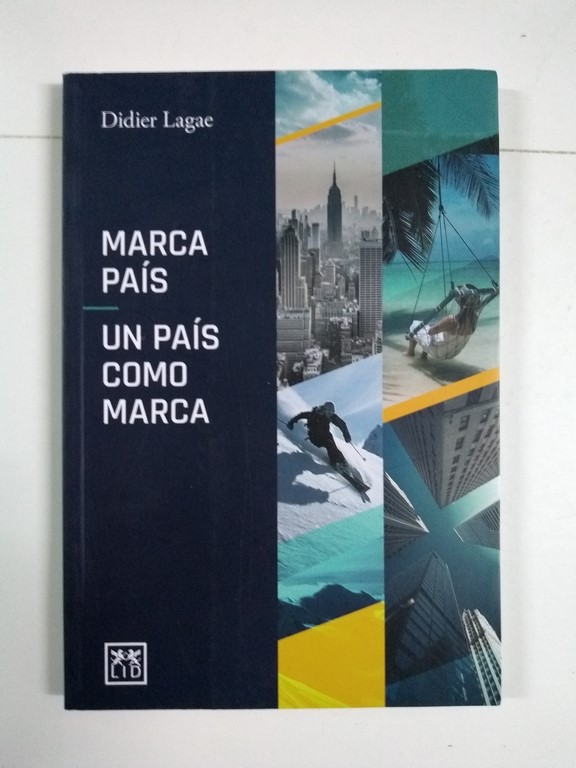 Didier Lagae
MARCA
PAÍS
UN PAÍS
COMO
MARCA
LID